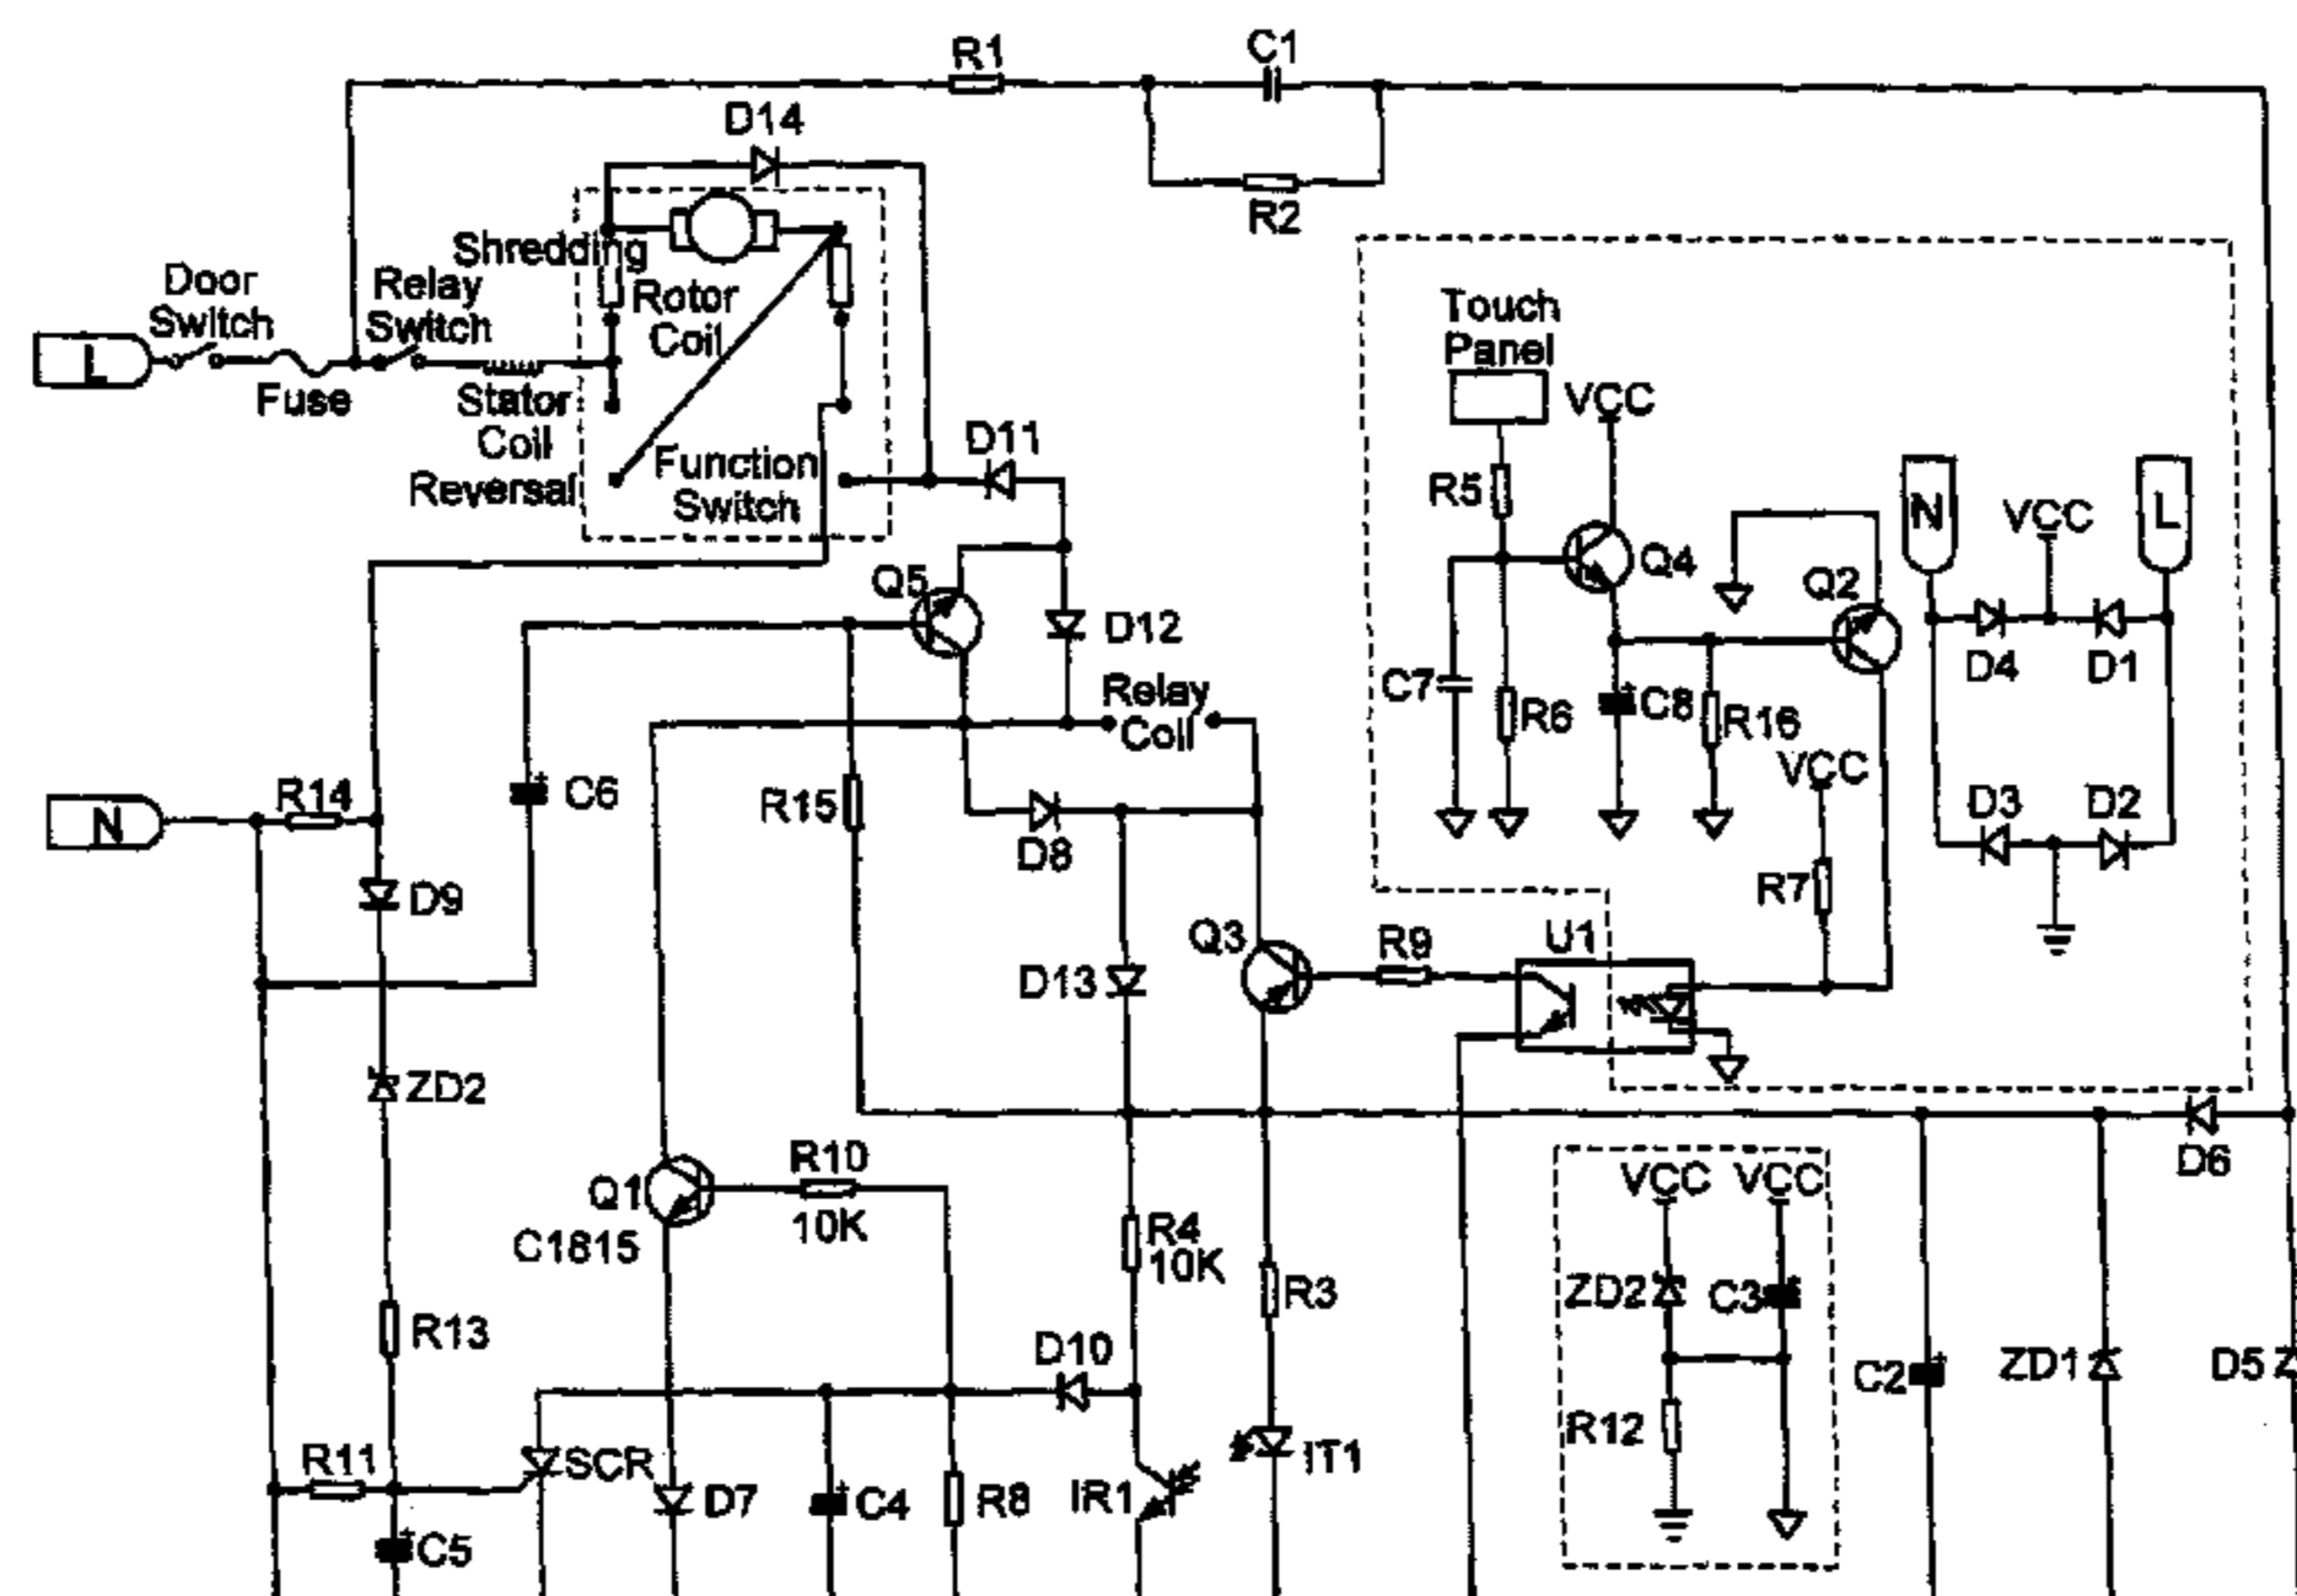 R1
C1
D14
R2
Shredding
Door
Switch
Relay
Switch
Rotor
Coil
Touch
Panel
L
VCC
Fuse
Stator
Coil
Reversal
Function
Switch
D11
R5
N
VCC
L
Q5
Q4
Q2
D12
D4
D1
C7
Relay
Coil
R6
C8
R16
VCC
R14
C6
R15
D3
D2
N
D8
R7
D9
Q3
R9
U1
D13
ZD2
R10
Q1
10K
C1815
VCC
VCC
D6
R4
10K
R3
ZD2
C3
R13
D10
C2
ZD1
D5
R12
R11
SCR
IT1
D7
C4
R8
IR1
C5